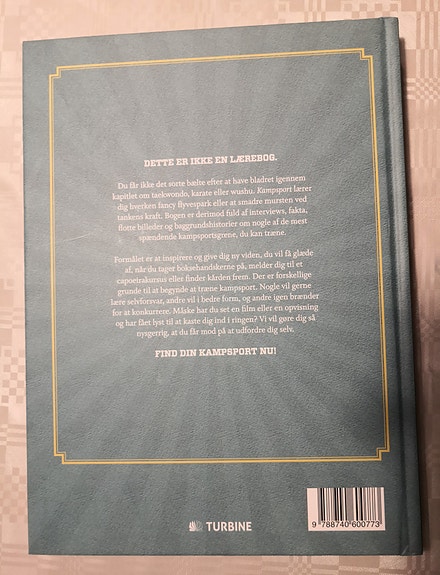 DETTE ER IKKE EN LÆREBOG.
Du får ikke det sorte bælte efter at have bladret igennem
kapitlet om taekwondo, karate eller wushu. Kampsport lærer
dig hverken fancy flyvespark eller at smadre mursten ved
tankens kraft. Bogen er derimod fuld af interviews, fakta,
flotte billeder og baggrundshistorier om nogle af de mest
spændende kampsportsgrene, du kan træne.
Formålet er at inspirere og give dig ny viden, du vil få glæde
af, når du tager boksehandskerne på, melder dig til et
capoeirakursus eller finder kården frem. Der er forskellige
grunde til at begynde at træne kampsport. Nogle vil gerne
lære selvforsvar, andre vil i bedre form, og andre igen brænder
for at konkurrere. Måske har du set en film eller en opvisning
og har fået lyst til at kaste dig ind i ringen? Vi vil gøre dig så
nysgerrig, at du får mod på at udfordre dig selv.
FIND DIN KAMPSPORT NU!
TURBINE
9 788740 600773